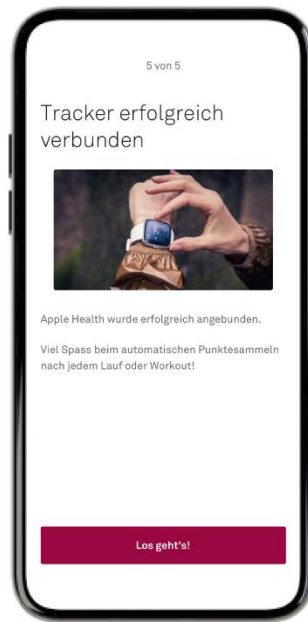 5 von 5
Tracker erfolgreich
verbunden
Apple Health wurde erfolgreich angebunden.
Viel Spass beim automatischen Punktesammeln
nach jedem Lauf oder Workout!
Los geht's!